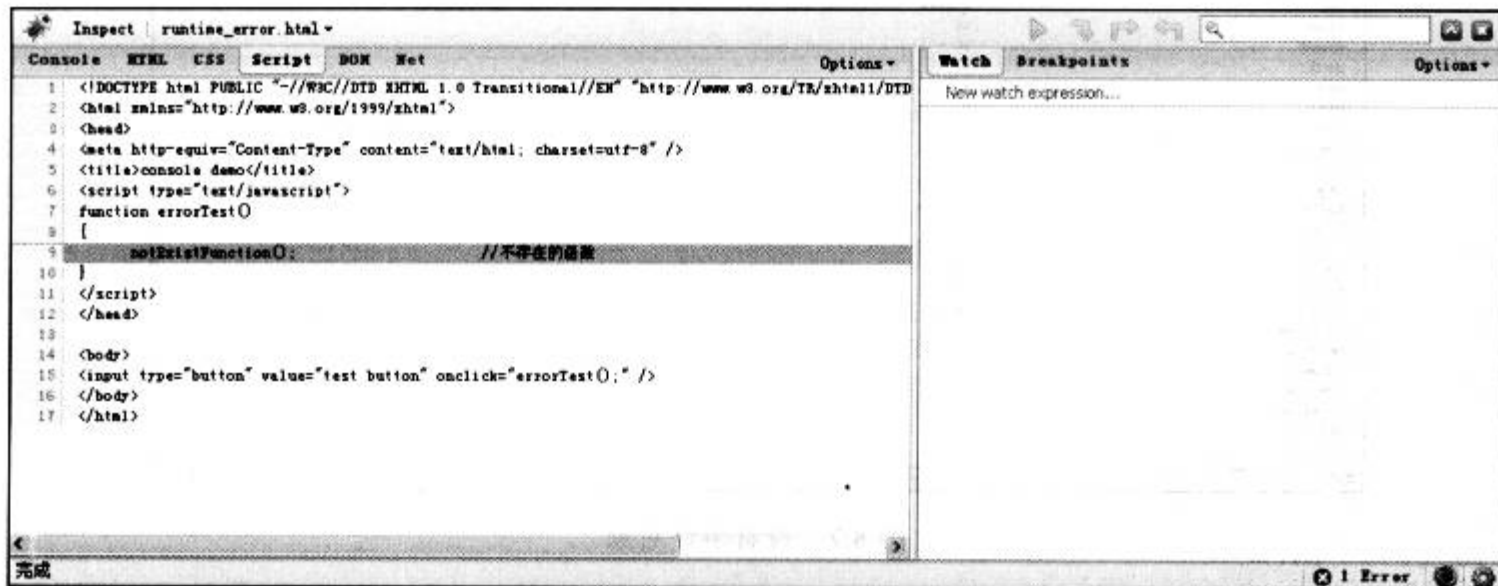 Inspect runtime_error.html
Console HTML CSS Script DOM Net Options
Watch Breakpoints Options
New watch expression...
1 <!DOCTYPE html PUBLIC "-//W3C//DTD XHTML 1.0 Transitional//EN" "http://www.w3.org/TR/xhtml1/DTD
2 <html xmlns="http://www.w3.org/1999/xhtml">
3 <head>
4 <meta http-equiv="Content-Type" content="text/html; charset=utf-8" />
5 <title>console demo</title>
6 <script type="text/javascript">
7 function errorTest()
8 {
9 notExistFunction(); //不存在的函数
10 }
11 </script>
12 </head>
13
14 <body>
15 <input type="button" value="test button" onclick="errorTest();" />
16 </body>
17 </html>
完成
1 Error